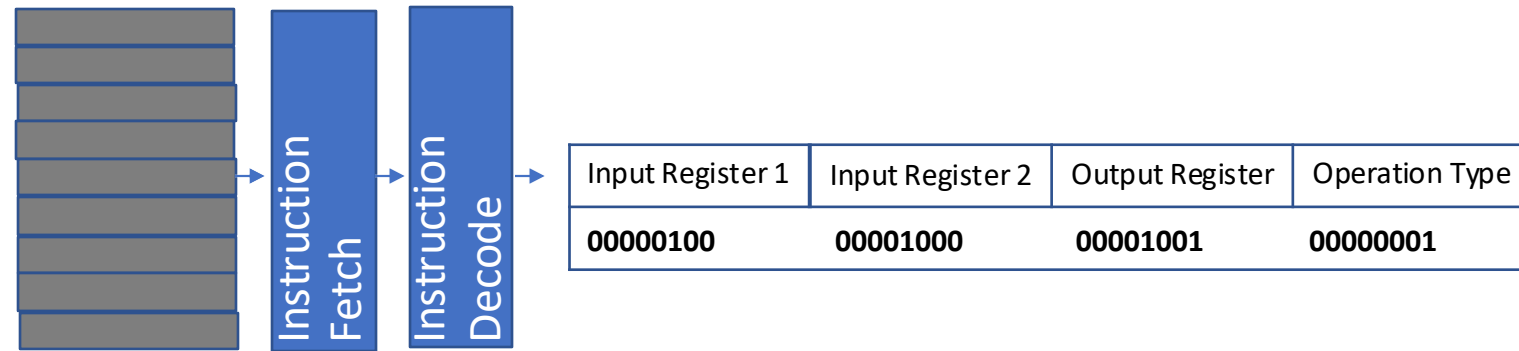 Instruction
Fetch
Instruction
Decode
Input Register 1 Input Register 2 Output Register Operation Type
00000100 00001000 00001001 00000001